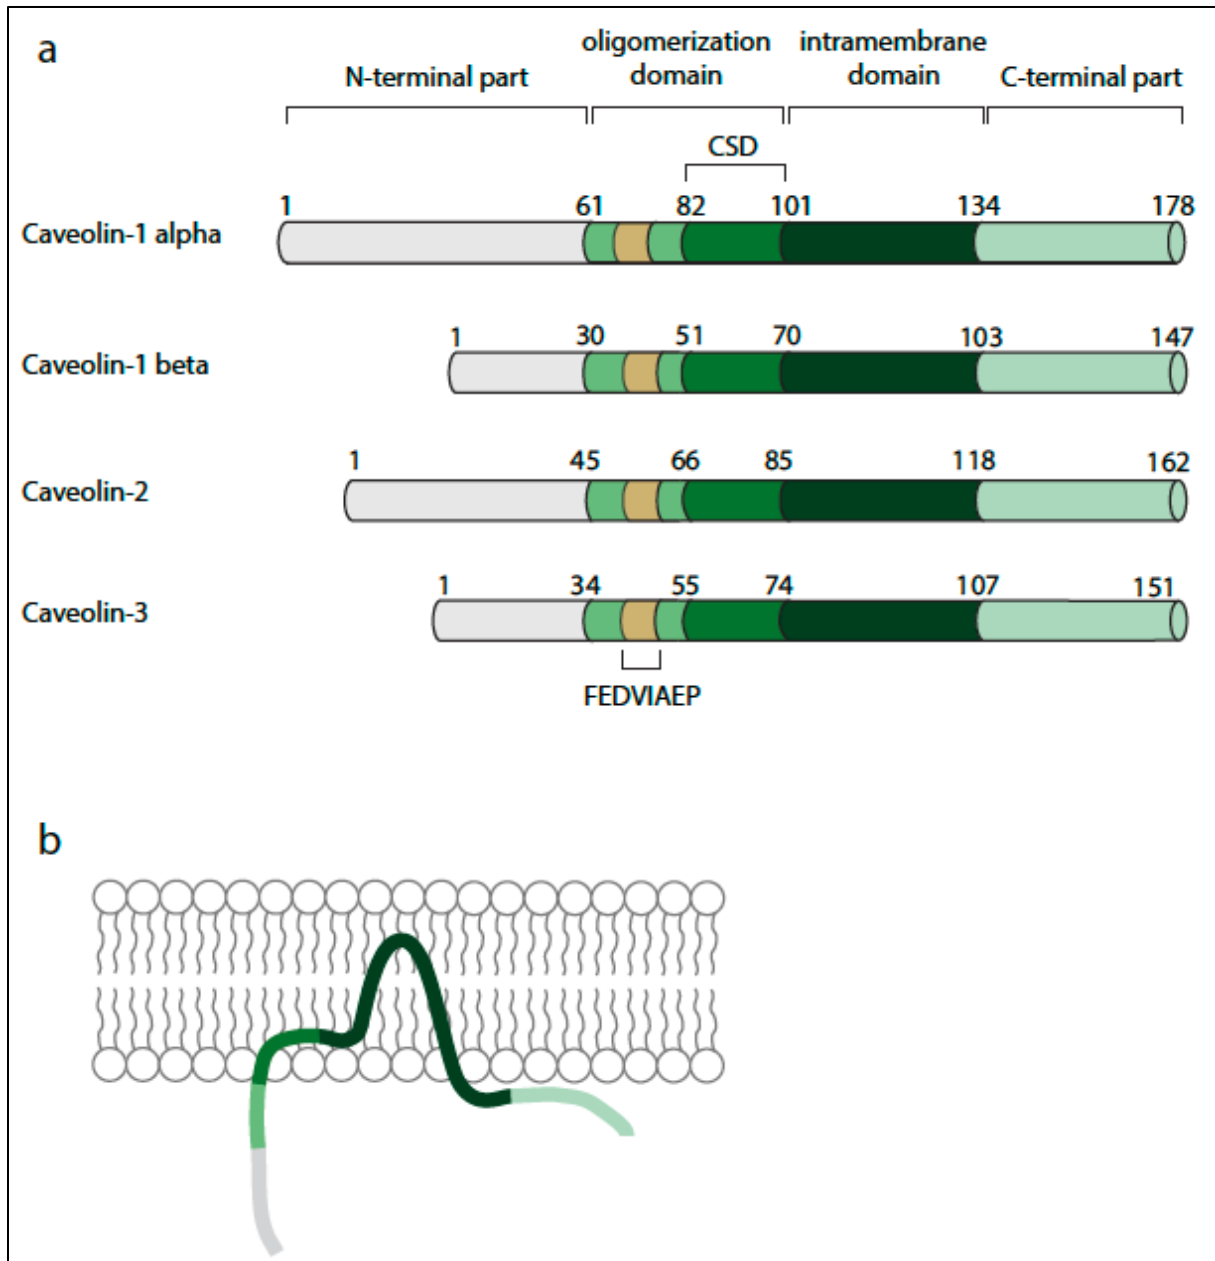 a
oligomerization domain
intramembrane domain
N-terminal part
C-terminal part
CSD
Caveolin-1 alpha
1 61 82 101 134 178
Caveolin-1 beta
1 30 51 70 103 147
Caveolin-2
1 45 66 85 118 162
Caveolin-3
1 34 55 74 107 151
FEDVIAEP
b